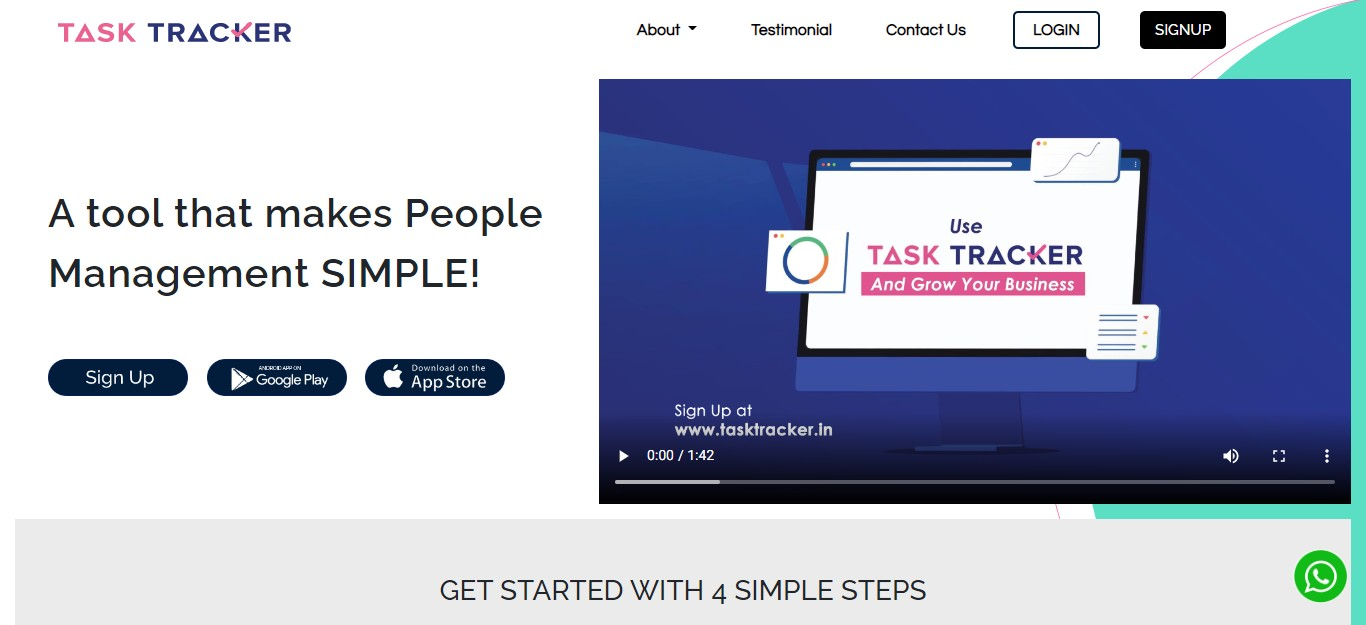 TASK TRACKER
About
Testimonial
Contact Us
LOGIN
SIGNUP
A tool that makes People
Management SIMPLE!
Sign Up
ANDROID APP ON
Google Play
Download on the
App Store
Use
TASK TRACKER
And Grow Your Business
Sign Up at
www.tasktracker.in
0:00 / 1:42
GET STARTED WITH 4 SIMPLE STEPS